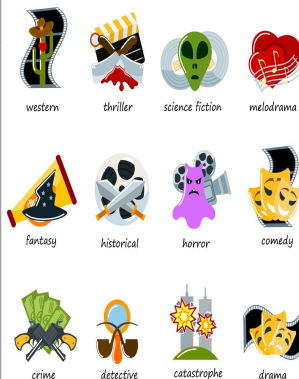 western thriller science fiction melodrama
fantasy historical horror comedy
crime detective catastrophe drama